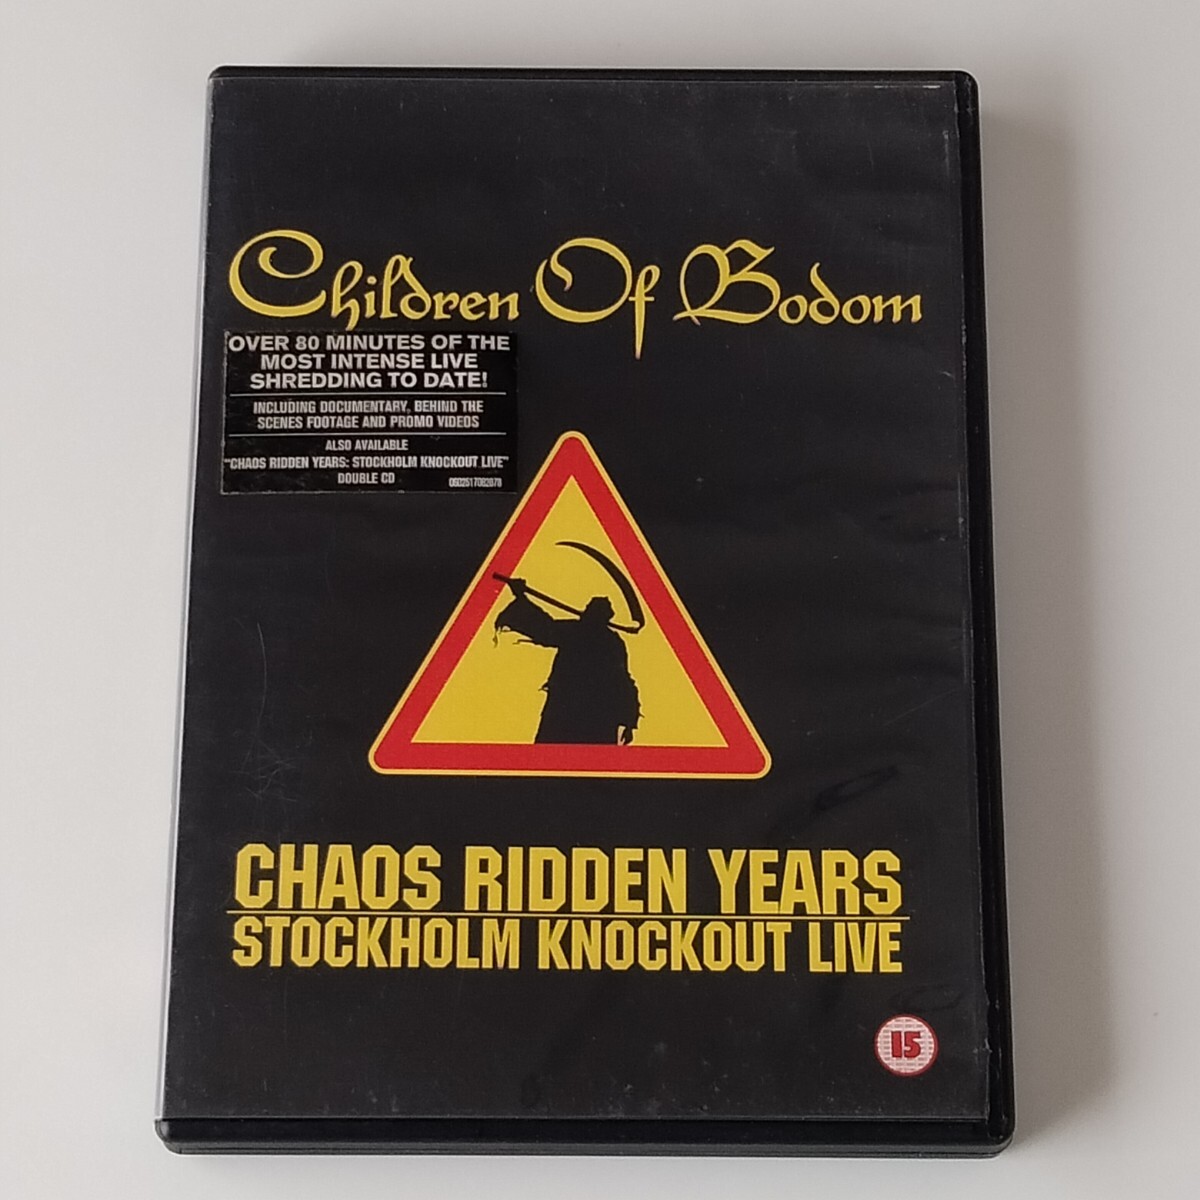 Children Of Bodom
OVER 80 MINUTES OF THE
MOST INTENSE LIVE
SHREDDING TO DATE!
INCLUDING DOCUMENTARY, BEHIND THE
SCENES FOOTAGE AND PROMO VIDEOS
ALSO AVAILABLE
"CHAOS RIDDEN YEARS: STOCKHOLM KNOCKOUT LIVE"
DOUBLE CD
CHAOS RIDDEN YEARS
STOCKHOLM KNOCKOUT LIVE
15